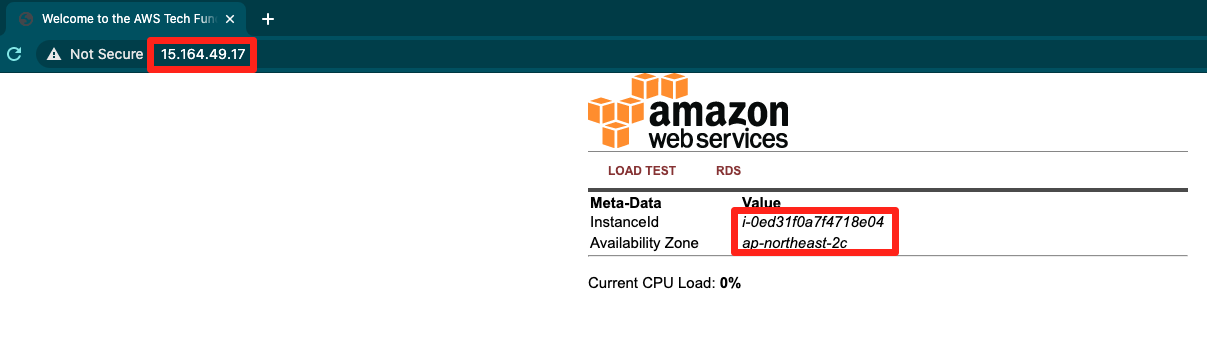 Welcome to the AWS Tech Fun
Not Secure 15.164.49.17
amazon
web services
LOAD TEST RDS
Meta-Data Value
InstanceId i-0ed31f0a7f4718e04
Availability Zone ap-northeast-2c
Current CPU Load: 0%